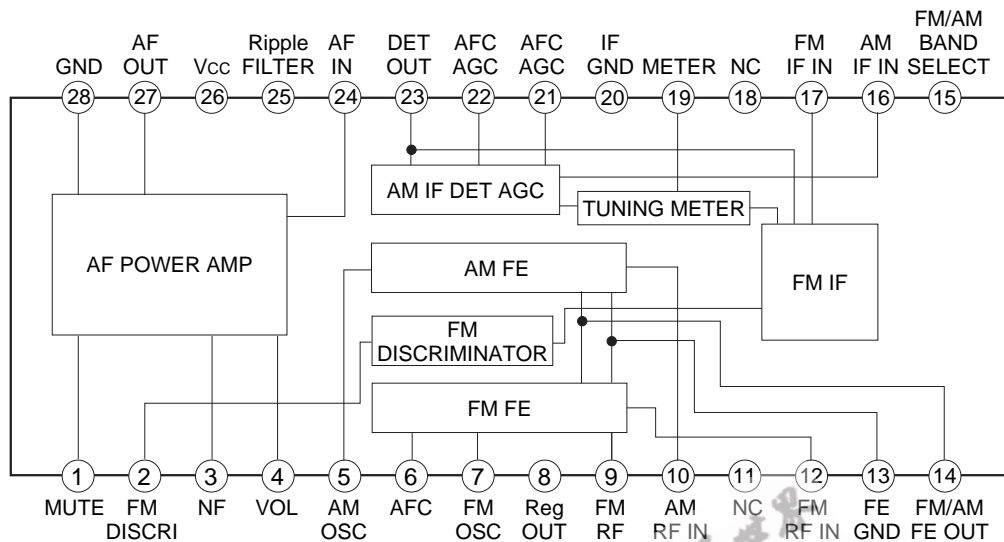 FM/AM
AF Ripple AF DET AFC AFC IF FM AM BAND
GND OUT Vcc FILTER IN OUT AGC AGC GND METER NC IF IN IF IN SELECT
28 27 26 25 24 23 22 21 20 19 18 17 16 15
AM IF DET AGC
TUNING METER
AF POWER AMP
AM FE
FM IF
FM
DISCRIMINATOR
FM FE
1 2 3 4 5 6 7 8 9 10 11 12 13 14
MUTE FM NF VOL AM AFC FM Reg FM AM NC FM FE FM/AM
DISCRI OSC OSC OUT RF RF IN RF IN GND FE OUT